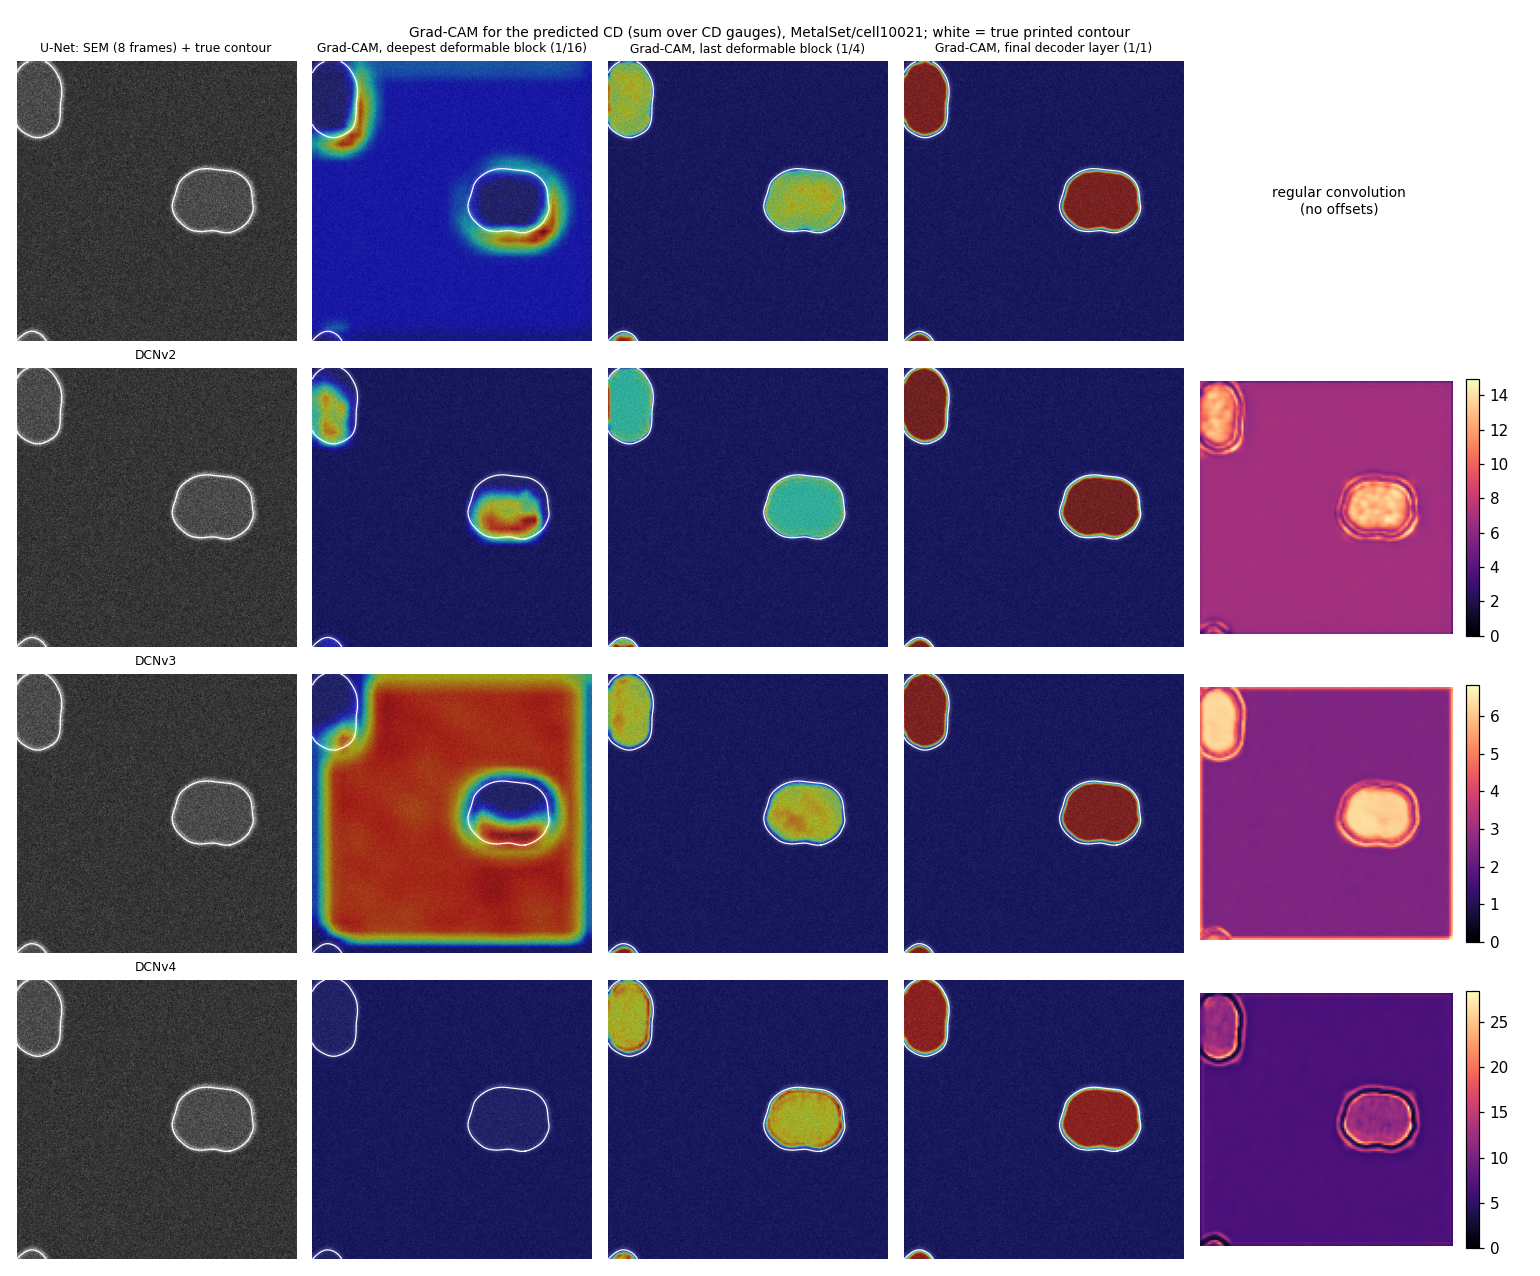 Grad-CAM for the predicted CD (sum over CD gauges), MetalSet/cell10021; white = true printed contour
U-Net: SEM (8 frames) + true contour
Grad-CAM, deepest deformable block (1/16)
Grad-CAM, last deformable block (1/4)
Grad-CAM, final decoder layer (1/1)
regular convolution
(no offsets)
DCNv2
14
12
10
8
6
4
2
0
DCNv3
6
5
4
3
2
1
0
DCNv4
25
20
15
10
5
0